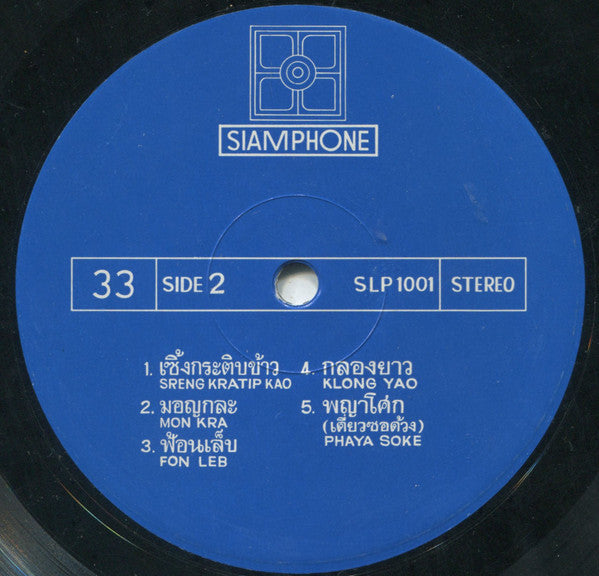 SIAMPHONE
33
SIDE 2
SLP 1001
STEREO
1. เซิ้งกระติบข้าว
SRENG KRATIP KAO
2. มอญกละ
MON KRA
3. ฟ้อนเล็บ
FON LEB
4. กลองยาว
KLONG YAO
5. พญาโศก
(เดี่ยวซอด้วง)
PHAYA SOKE